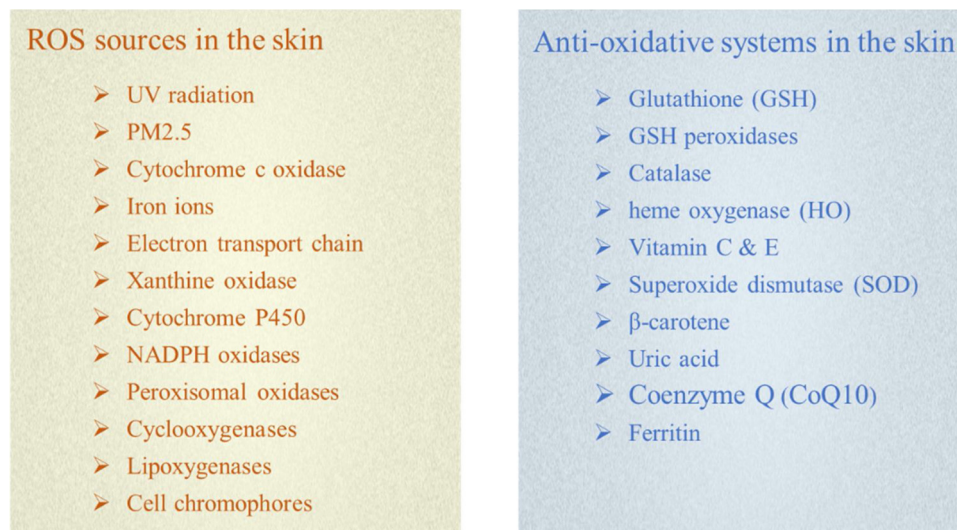 ROS sources in the skin
➢ UV radiation
➢ PM2.5
➢ Cytochrome c oxidase
➢ Iron ions
➢ Electron transport chain
➢ Xanthine oxidase
➢ Cytochrome P450
➢ NADPH oxidases
➢ Peroxisomal oxidases
➢ Cyclooxygenases
➢ Lipoxygenases
➢ Cell chromophores
Anti-oxidative systems in the skin
➢ Glutathione (GSH)
➢ GSH peroxidases
➢ Catalase
➢ heme oxygenase (HO)
➢ Vitamin C & E
➢ Superoxide dismutase (SOD)
➢ β-carotene
➢ Uric acid
➢ Coenzyme Q (CoQ10)
➢ Ferritin